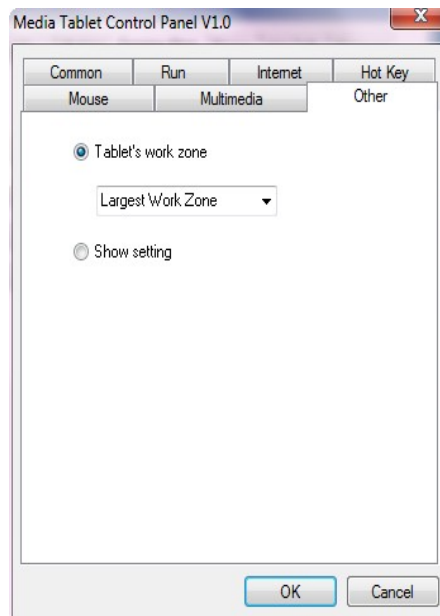 Media Tablet Control Panel V1.0
x
Common Run Internet Hot Key
Mouse Multimedia Other
Tablet's work zone
Largest Work Zone
Show setting
OK Cancel